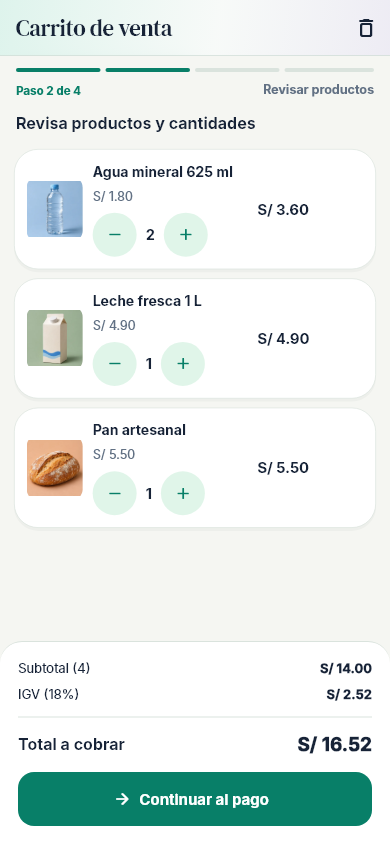 Carrito de venta
Paso 2 de 4
Revisar productos
Revisa productos y cantidades
Agua mineral 625 ml
S/ 1.80
− 2 +
S/ 3.60
Leche fresca 1 L
S/ 4.90
− 1 +
S/ 4.90
Pan artesanal
S/ 5.50
− 1 +
S/ 5.50
Subtotal (4) S/ 14.00
IGV (18%) S/ 2.52
Total a cobrar S/ 16.52
→ Continuar al pago